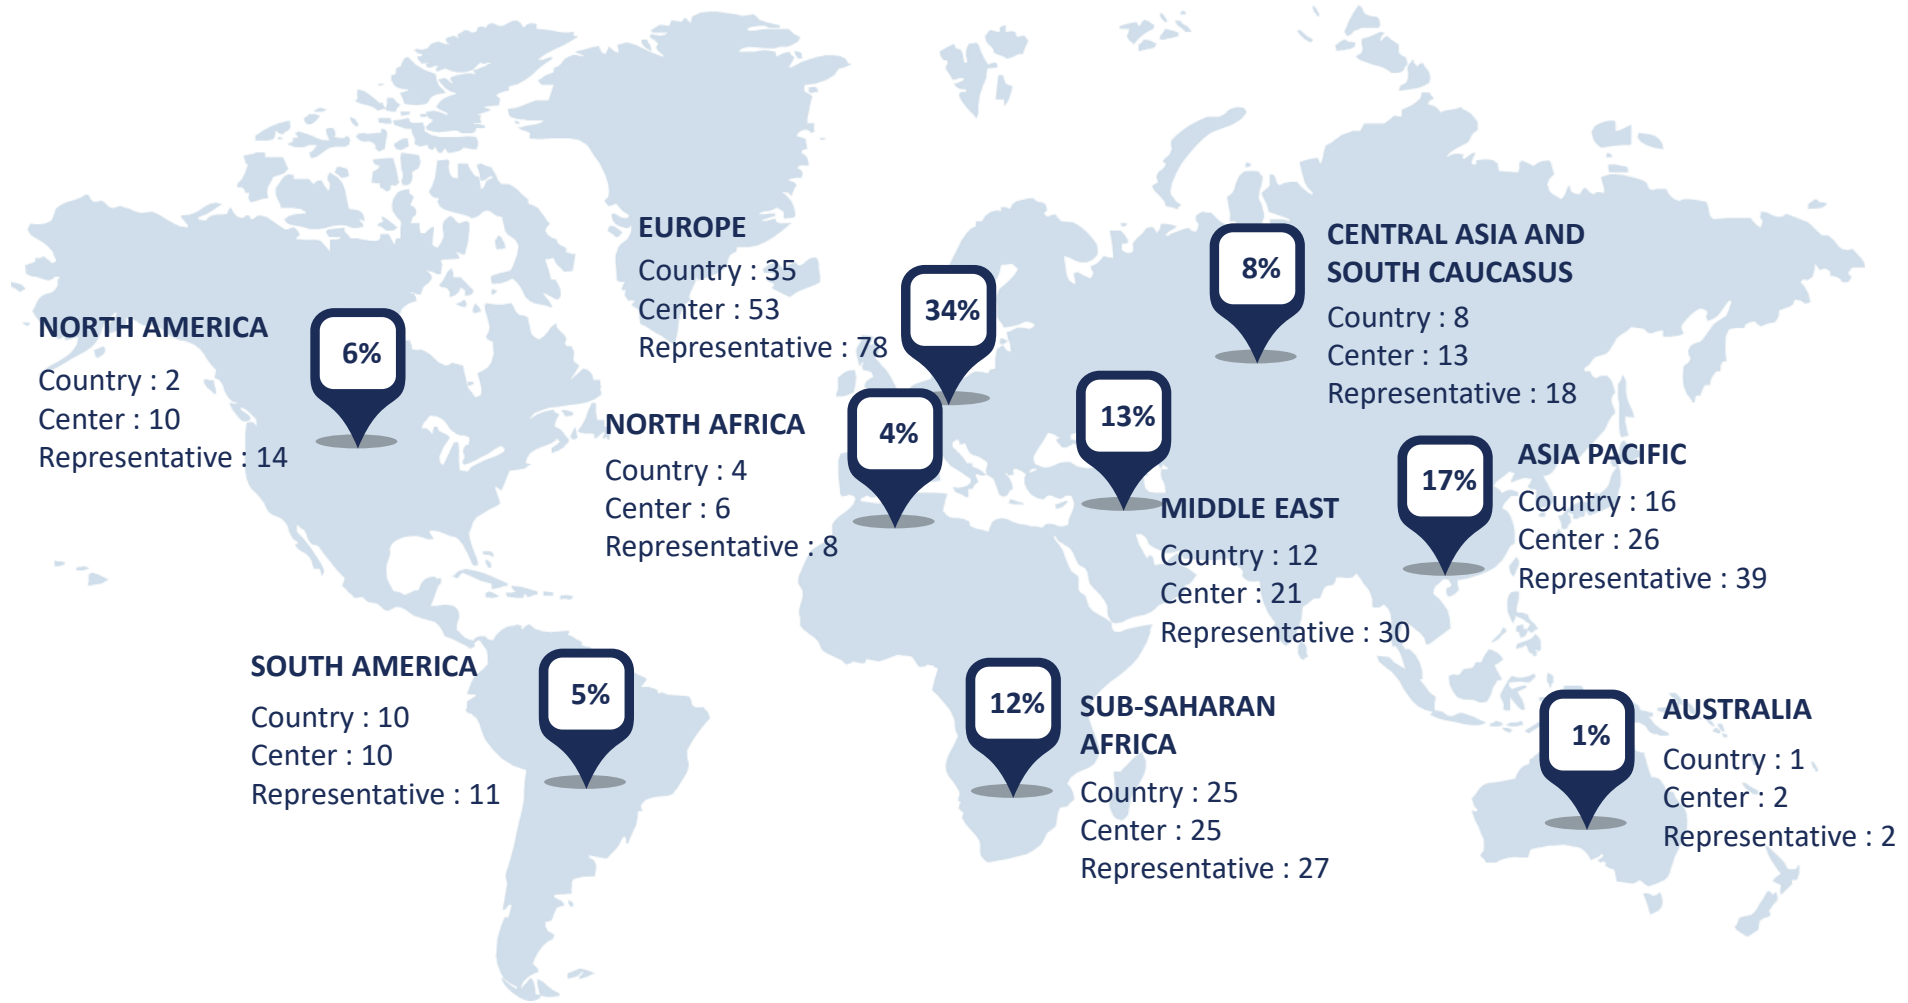 EUROPE
Country : 35
Center : 53
Representative : 78
34%
CENTRAL ASIA AND
SOUTH CAUCASUS
Country : 8
Center : 13
Representative : 18
8%
NORTH AMERICA
Country : 2
Center : 10
Representative : 14
6%
NORTH AFRICA
Country : 4
Center : 6
Representative : 8
4%
13%
MIDDLE EAST
Country : 12
Center : 21
Representative : 30
17%
ASIA PACIFIC
Country : 16
Center : 26
Representative : 39
SOUTH AMERICA
Country : 10
Center : 10
Representative : 11
5%
12%
SUB-SAHARAN
AFRICA
Country : 25
Center : 25
Representative : 27
1%
AUSTRALIA
Country : 1
Center : 2
Representative : 2